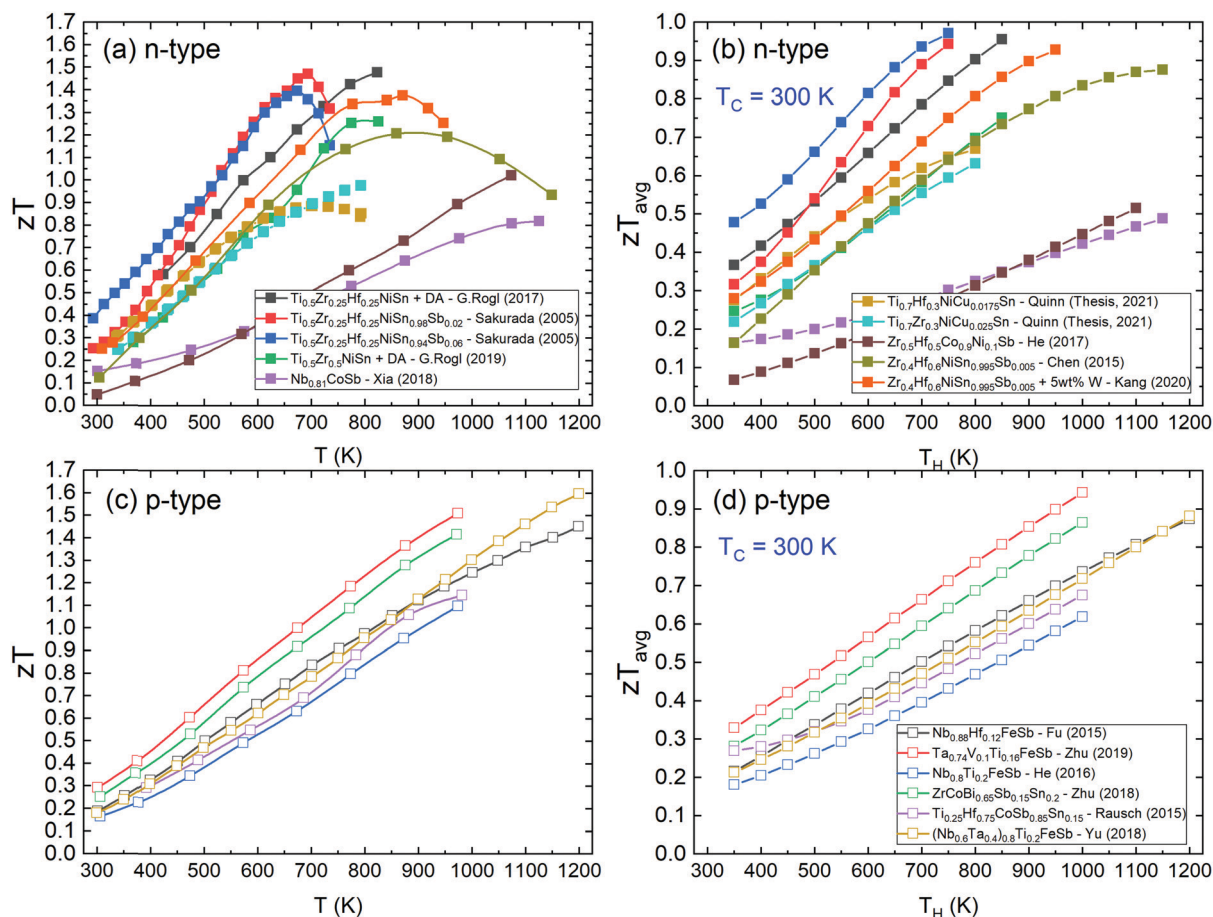 (a) n-type
zT
1.7
1.6
1.5
1.4
1.3
1.2
1.1
1.0
0.9
0.8
0.7
0.6
0.5
0.4
0.3
0.2
0.1
0.0
Ti0.5Zr0.25Hf0.25NiSn + DA - G.Rogl (2017)
Ti0.5Zr0.25Hf0.25NiSn0.98Sb0.02 - Sakurada (2005)
Ti0.5Zr0.25Hf0.25NiSn0.94Sb0.06 - Sakurada (2005)
Ti0.5Zr0.5NiSn + DA - G.Rogl (2019)
Nb0.81CoSb - Xia (2018)
300 400 500 600 700 800 900 1000 1100 1200
T (K)
(b) n-type
TC = 300 K
zTavg
1.0
0.9
0.8
0.7
0.6
0.5
0.4
0.3
0.2
0.1
0.0
Ti0.7Hf0.3NiCu0.0175Sn - Quinn (Thesis, 2021)
Ti0.7Zr0.3NiCu0.025Sn - Quinn (Thesis, 2021)
Zr0.5Hf0.5Co0.9Ni0.1Sb - He (2017)
Zr0.4Hf0.6NiSn0.995Sb0.005 - Chen (2015)
Zr0.4Hf0.6NiSn0.995Sb0.005 + 5wt% W - Kang (2020)
300 400 500 600 700 800 900 1000 1100 1200
TH (K)
(c) p-type
zT
1.7
1.6
1.5
1.4
1.3
1.2
1.1
1.0
0.9
0.8
0.7
0.6
0.5
0.4
0.3
0.2
0.1
0.0
300 400 500 600 700 800 900 1000 1100 1200
T (K)
(d) p-type
TC = 300 K
zTavg
1.0
0.9
0.8
0.7
0.6
0.5
0.4
0.3
0.2
0.1
0.0
Nb0.88Hf0.12FeSb - Fu (2015)
Ta0.74V0.1Ti0.16FeSb - Zhu (2019)
Nb0.8Ti0.2FeSb - He (2016)
ZrCoBi0.65Sb0.15Sn0.2 - Zhu (2018)
Ti0.25Hf0.75CoSb0.85Sn0.15 - Rausch (2015)
(Nb0.6Ta0.4)0.8Ti0.2FeSb - Yu (2018)
300 400 500 600 700 800 900 1000 1100 1200
TH (K)